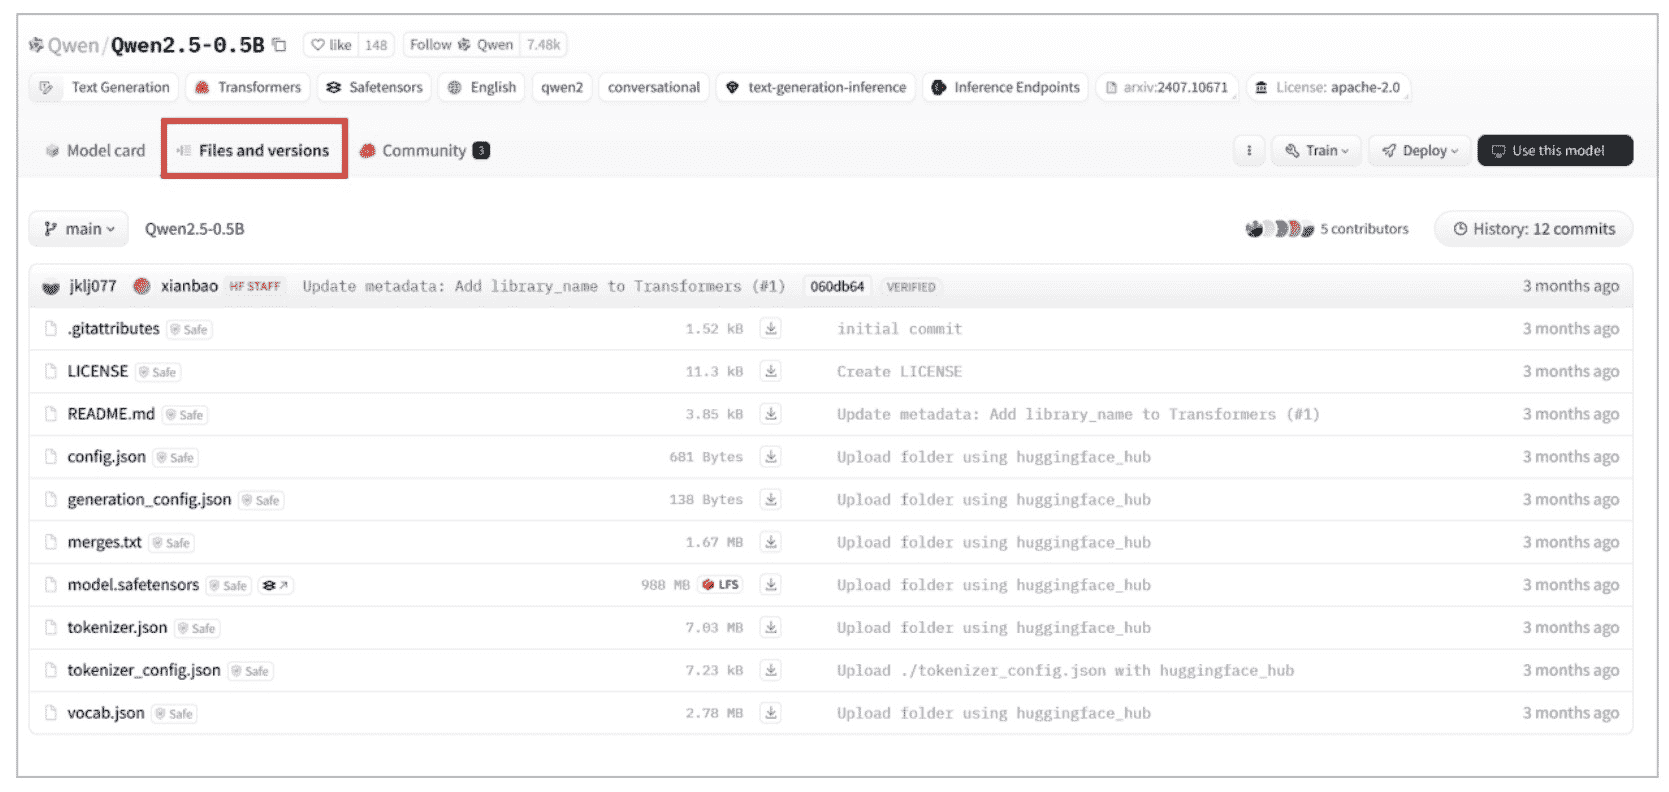 Qwen/Qwen2.5-0.5B like 148 Follow Qwen 7.48k
Text Generation Transformers Safetensors English qwen2 conversational text-generation-inference Inference Endpoints arxiv:2407.10671 License: apache-2.0
Model card Files and versions Community 3 Train Deploy Use this model
main Qwen2.5-0.5B 5 contributors History: 12 commits
jklj077 xianbao HF STAFF Update metadata: Add library_name to Transformers (#1) 060db64 VERIFIED 3 months ago
.gitattributes Safe 1.52 kB initial commit 3 months ago
LICENSE Safe 11.3 kB Create LICENSE 3 months ago
README.md Safe 3.85 kB Update metadata: Add library_name to Transformers (#1) 3 months ago
config.json Safe 681 Bytes Upload folder using huggingface_hub 3 months ago
generation_config.json Safe 138 Bytes Upload folder using huggingface_hub 3 months ago
merges.txt Safe 1.67 MB Upload folder using huggingface_hub 3 months ago
model.safetensors Safe 988 MB LFS Upload folder using huggingface_hub 3 months ago
tokenizer.json Safe 7.03 MB Upload folder using huggingface_hub 3 months ago
tokenizer_config.json Safe 7.23 kB Upload ./tokenizer_config.json with huggingface_hub 3 months ago
vocab.json Safe 2.78 MB Upload folder using huggingface_hub 3 months ago